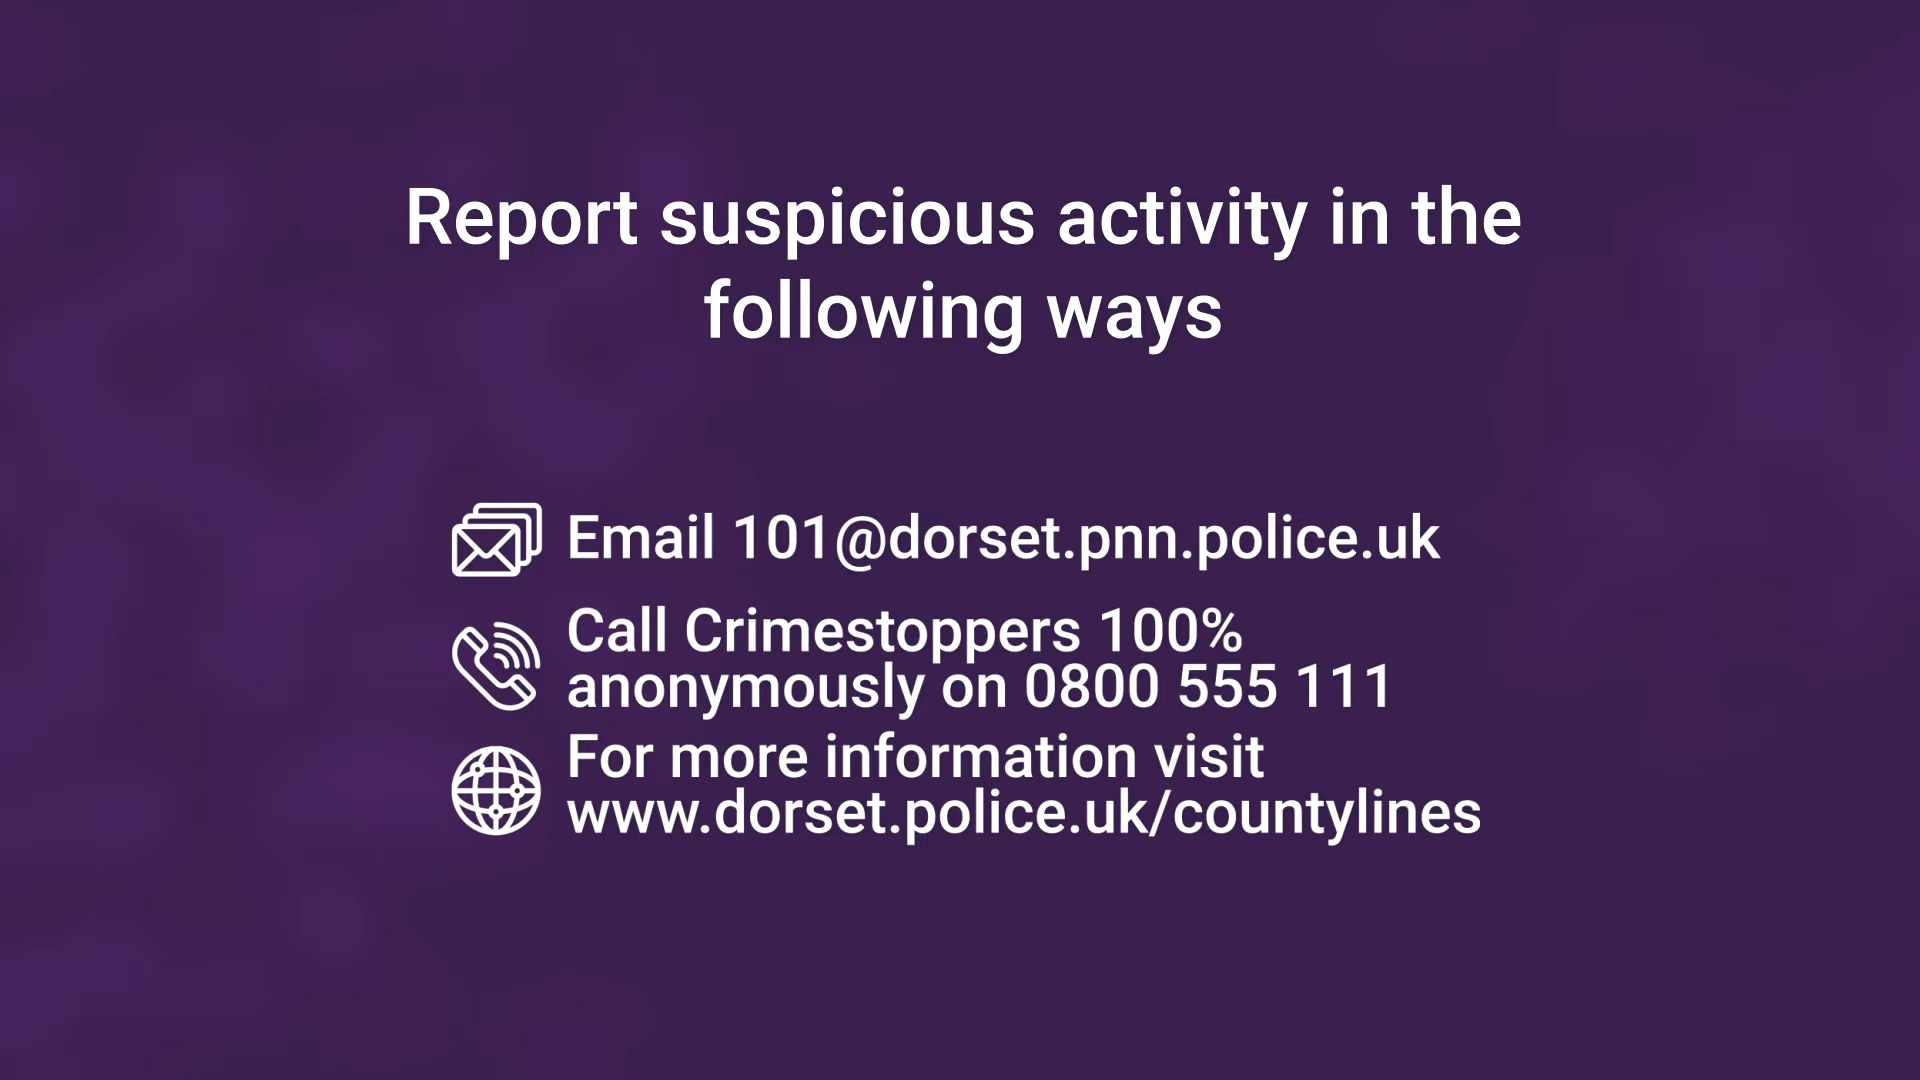 Report suspicious activity in the
following ways
Email 101@dorset.pnn.police.uk
Call Crimestoppers 100%
anonymously on 0800 555 111
For more information visit
www.dorset.police.uk/countylines